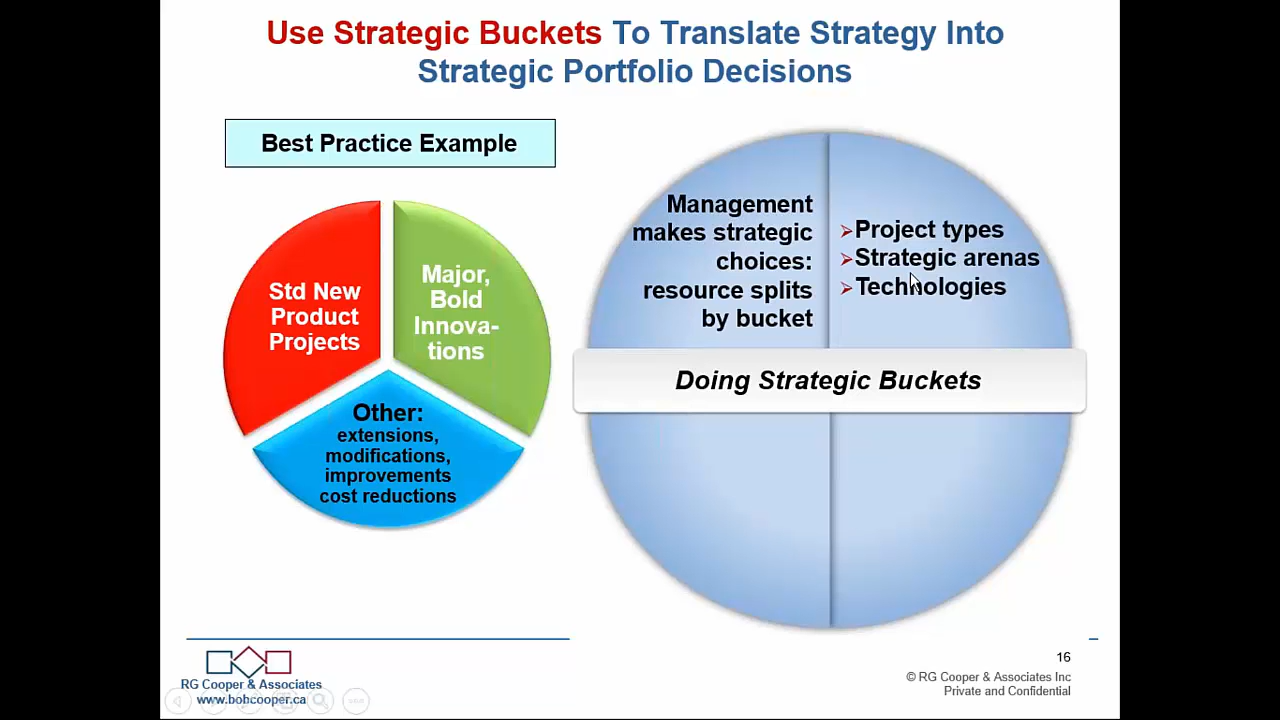 Use Strategic Buckets To Translate Strategy Into
Strategic Portfolio Decisions
Best Practice Example
Std New
Product
Projects
Major,
Bold
Innova-
tions
Other:
extensions,
modifications,
improvements
cost reductions
Management
makes strategic
choices:
resource splits
by bucket
Project types
Strategic arenas
Technologies
Doing Strategic Buckets
RG Cooper & Associates
www.bobcooper.ca
16
© RG Cooper & Associates Inc
Private and Confidential